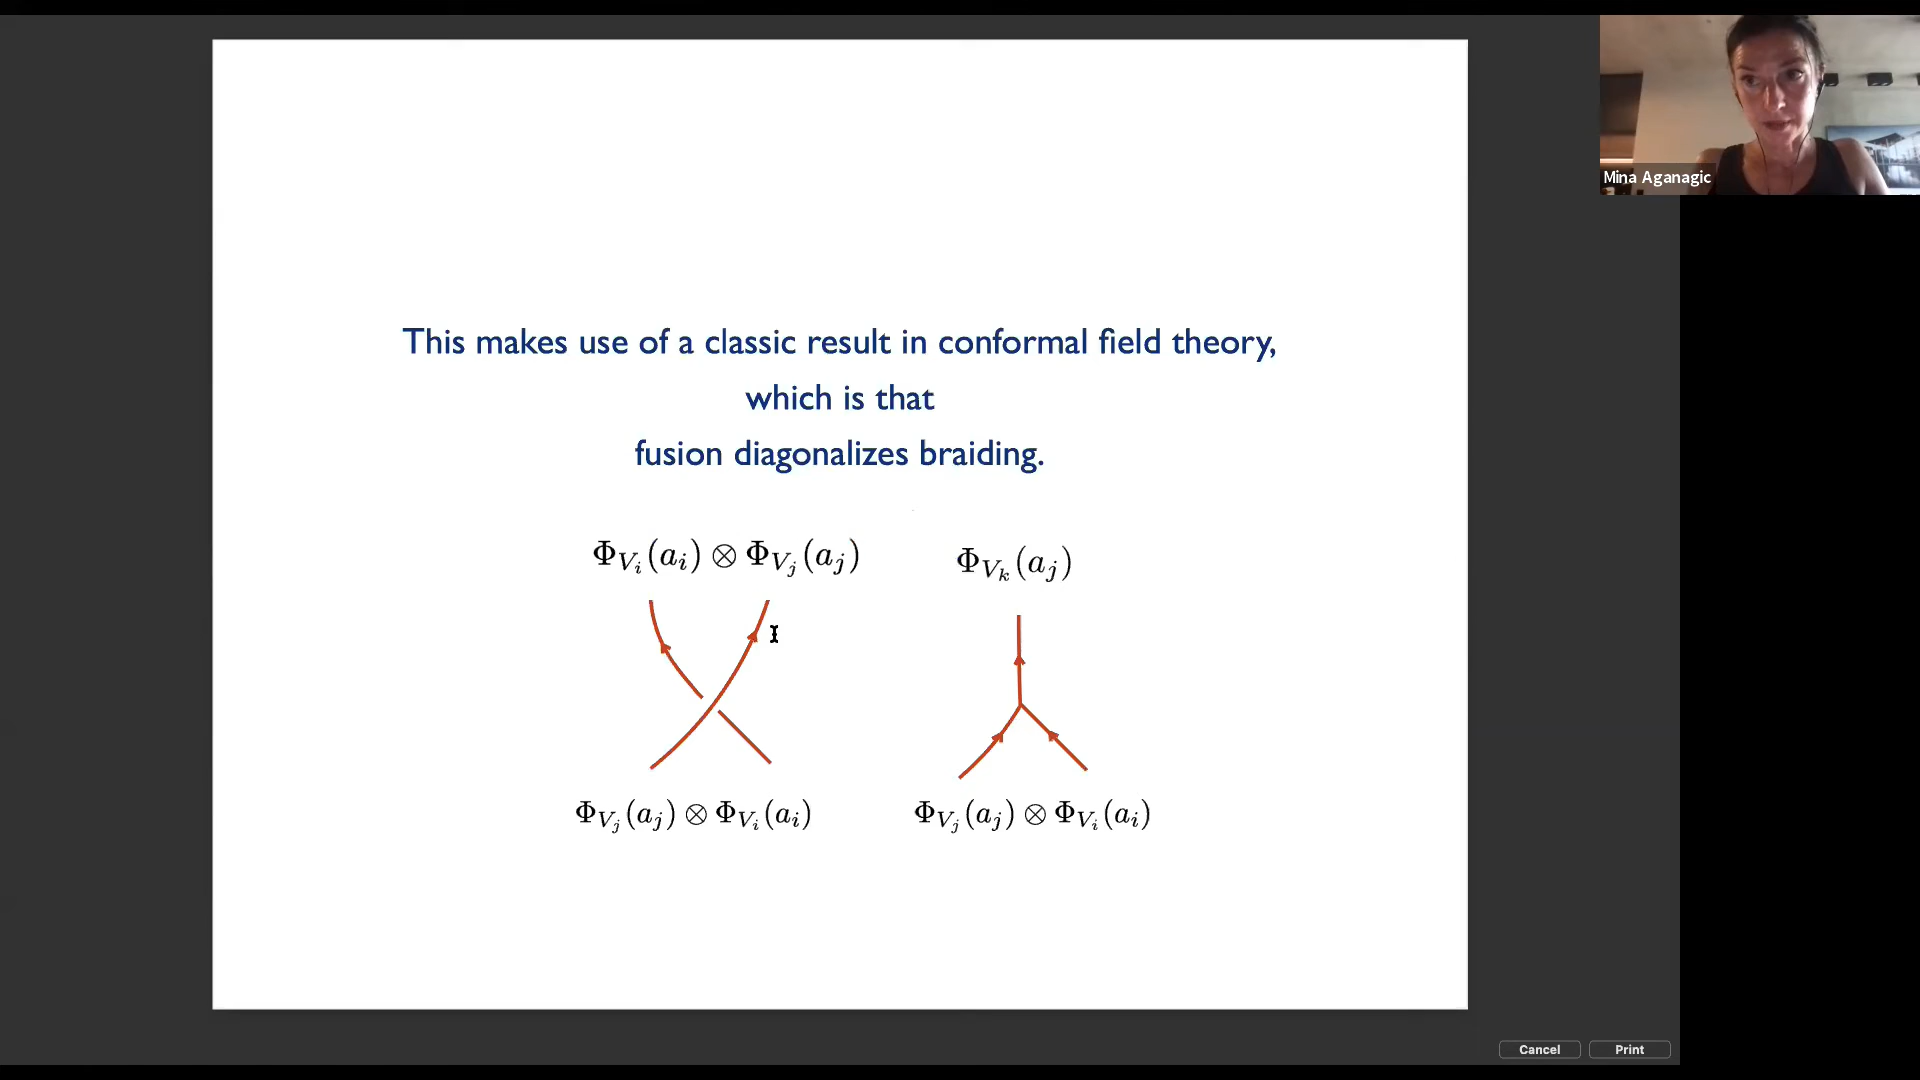 Mina Aganagic
This makes use of a classic result in conformal field theory,
which is that
fusion diagonalizes braiding.
Φ_{V_i}(a_i) ⊗ Φ_{V_j}(a_j)
Φ_{V_k}(a_j)
Φ_{V_j}(a_j) ⊗ Φ_{V_i}(a_i)
Φ_{V_j}(a_j) ⊗ Φ_{V_i}(a_i)
Cancel
Print